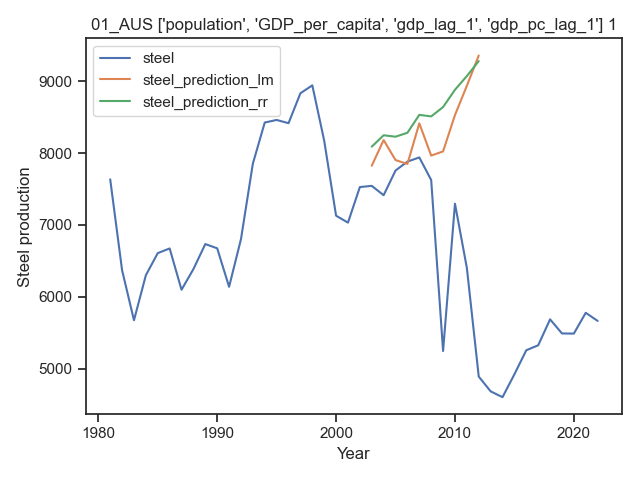 01_AUS ['population', 'GDP_per_capita', 'gdp_lag_1', 'gdp_pc_lag_1'] 1
steel
steel_prediction_lm
steel_prediction_rr
9000
8000
7000
6000
5000
Steel production
1980 1990 2000 2010 2020
Year